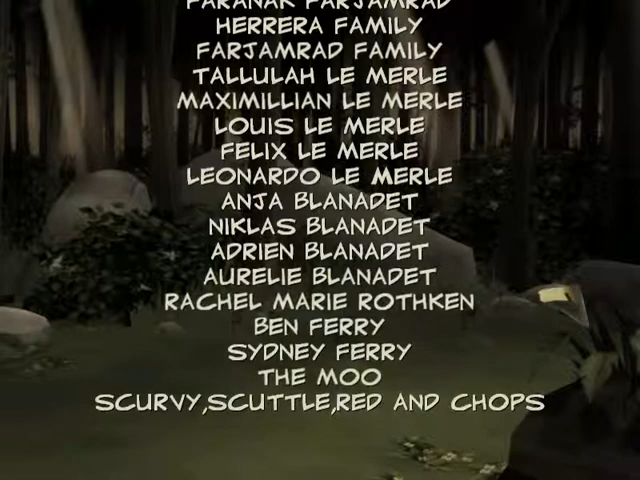 FARANAK FARJAMRAD
HERRERA FAMILY
FARJAMRAD FAMILY
TALLULAH LE MERLE
MAXIMILLIAN LE MERLE
LOUIS LE MERLE
FELIX LE MERLE
LEONARDO LE MERLE
ANJA BLANADET
NIKLAS BLANADET
ADRIEN BLANADET
AURELIE BLANADET
RACHEL MARIE ROTHKEN
BEN FERRY
SYDNEY FERRY
THE MOO
SCURVY,SCUTTLE,RED AND CHOPS